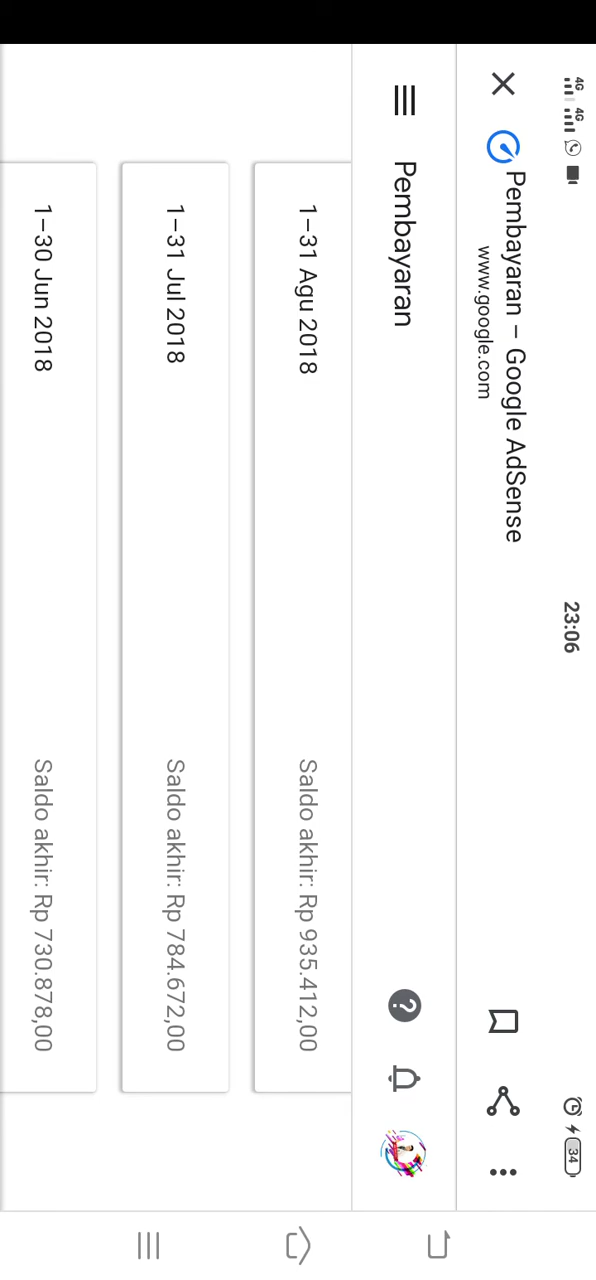 4G 4G 23:06 34
Pembayaran – Google AdSense
www.google.com
Pembayaran
1–31 Agu 2018 Saldo akhir: Rp 935.412,00
1–31 Jul 2018 Saldo akhir: Rp 784.672,00
1–30 Jun 2018 Saldo akhir: Rp 730.878,00